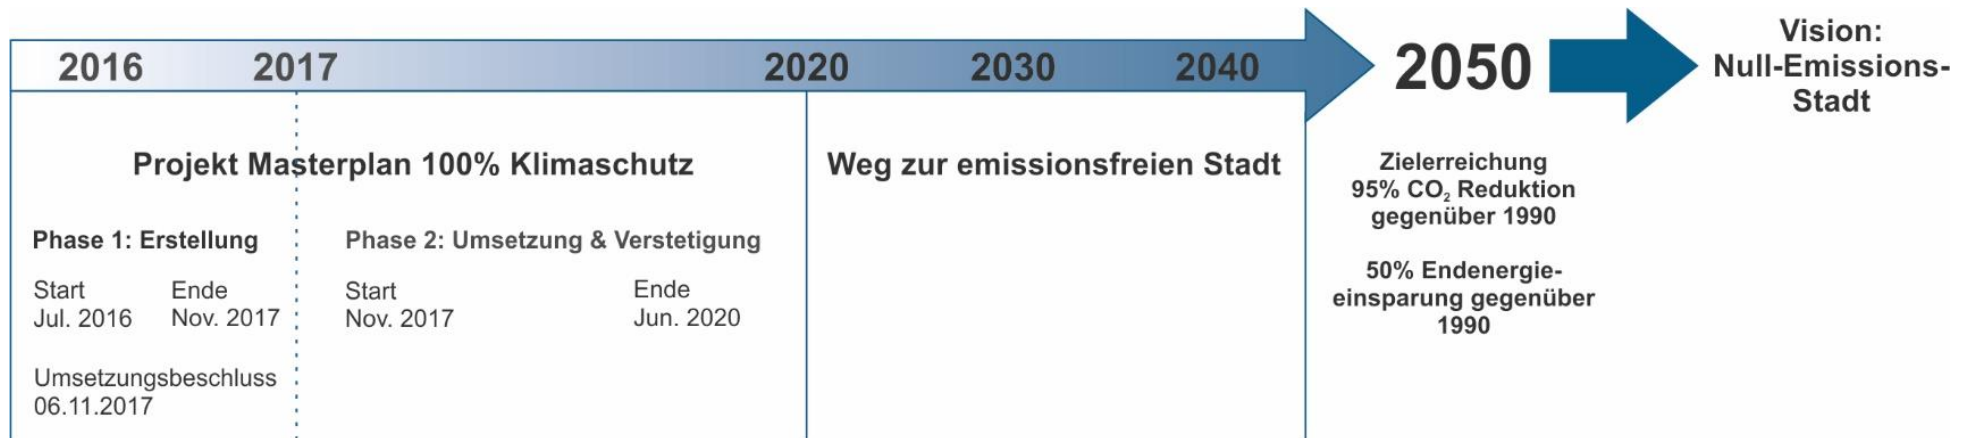 2016 2017 2020 2030 2040 2050
Vision:
Null-Emissions-
Stadt
Projekt Masterplan 100% Klimaschutz
Phase 1: Erstellung
Start
Jul. 2016
Ende
Nov. 2017
Umsetzungsbeschluss
06.11.2017
Phase 2: Umsetzung & Verstetigung
Start
Nov. 2017
Ende
Jun. 2020
Weg zur emissionsfreien Stadt
Zielerreichung
95% CO₂ Reduktion
gegenüber 1990
50% Endenergie-
einsparung gegenüber
1990